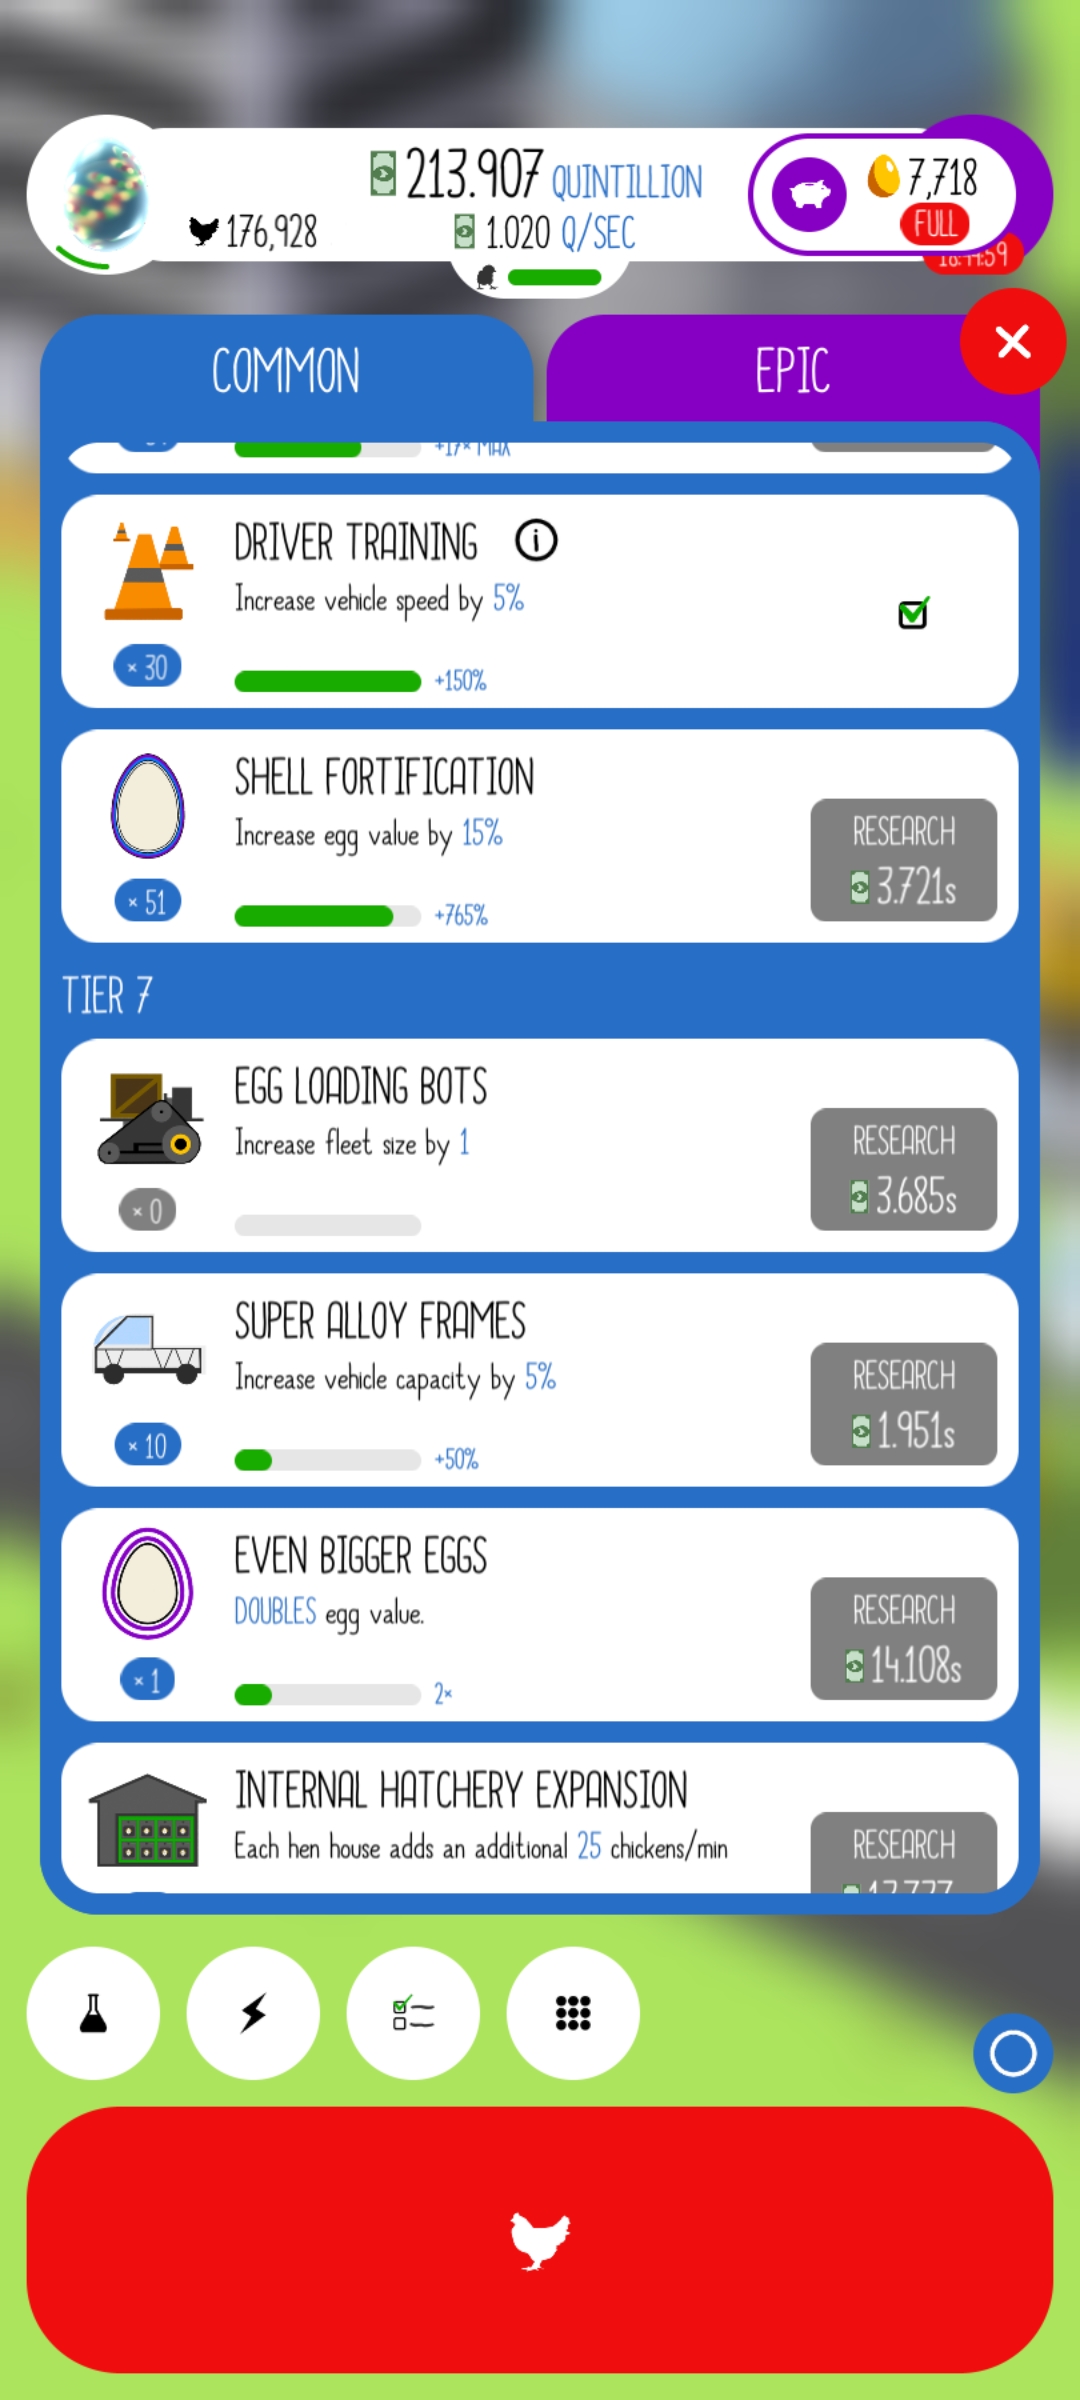 213.907 QUINTILLION
7,718
176,928
1.020 Q/SEC
FULL
COMMON
EPIC
+17× MAX
DRIVER TRAINING i
Increase vehicle speed by 5%
× 30
+150%
SHELL FORTIFICATION
Increase egg value by 15%
RESEARCH
3.721s
× 51
+765%
TIER 7
EGG LOADING BOTS
Increase fleet size by 1
RESEARCH
3.685s
× 0
SUPER ALLOY FRAMES
Increase vehicle capacity by 5%
RESEARCH
1.951s
× 10
+50%
EVEN BIGGER EGGS
DOUBLES egg value.
RESEARCH
14.108s
× 1
2×
INTERNAL HATCHERY EXPANSION
Each hen house adds an additional 25 chickens/min
RESEARCH